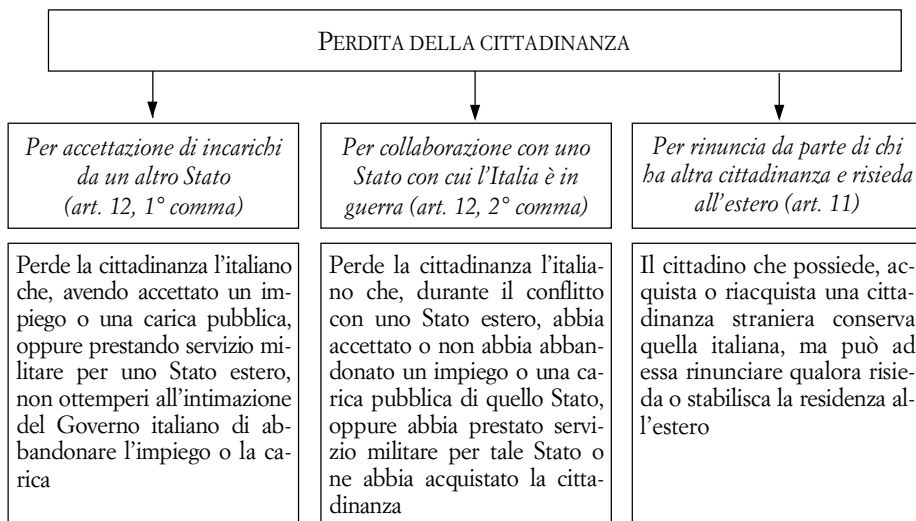 PERDITA DELLA CITTADINANZA
Per accettazione di incarichi
da un altro Stato
(art. 12, 1° comma)
Per collaborazione con uno
Stato con cui l'Italia è in
guerra (art. 12, 2° comma)
Per rinuncia da parte di chi
ha altra cittadinanza e risieda
all'estero (art. 11)
Perde la cittadinanza l'italiano
che, avendo accettato un im-
piego o una carica pubblica,
oppure prestando servizio mi-
litare per uno Stato estero,
non ottemperi all'intimazione
del Governo italiano di ab-
bandonare l'impiego o la ca-
rica
Perde la cittadinanza l'italia-
no che, durante il conflitto
con uno Stato estero, abbia
accettato o non abbia abban-
donato un impiego o una ca-
rica pubblica di quello Stato,
oppure abbia prestato servi-
zio militare per tale Stato o
ne abbia acquistato la citta-
dinanza
Il cittadino che possiede, ac-
quista o riacquista una citta-
dinanza straniera conserva
quella italiana, ma può ad
essa rinunciare qualora risie-
da o stabilisca la residenza al-
l'estero